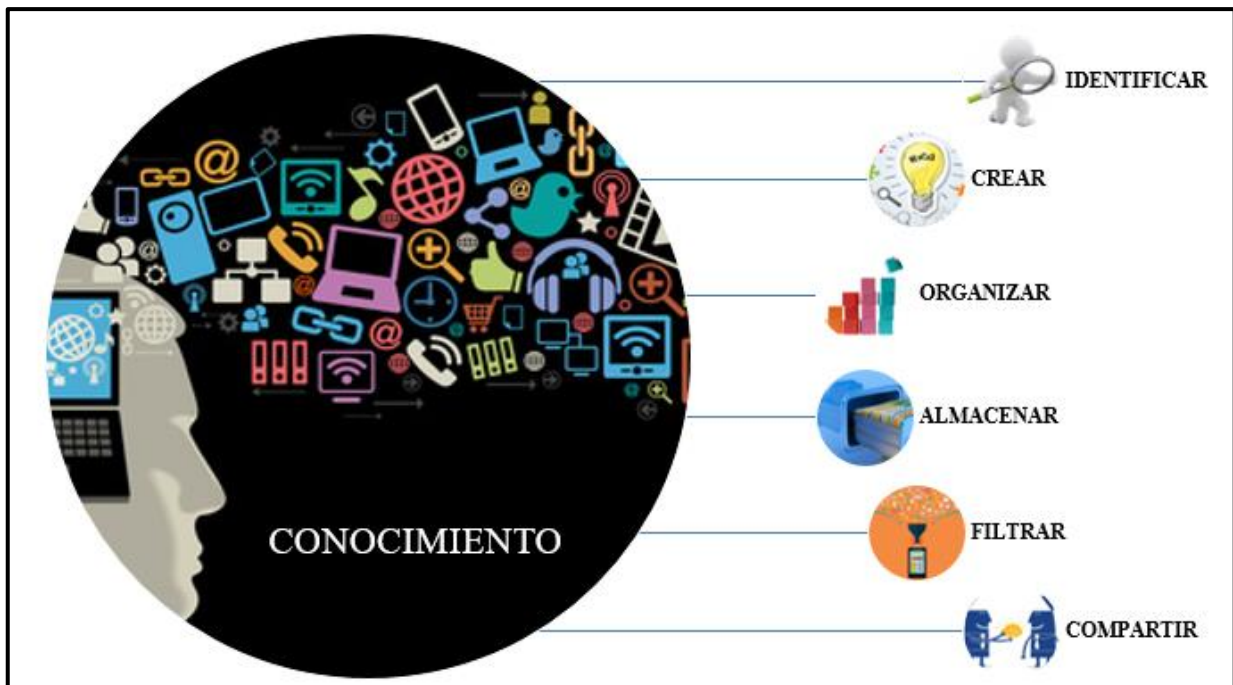 IDENTIFICAR
CREAR
ORGANIZAR
ALMACENAR
FILTRAR
CONOCIMIENTO
COMPARTIR